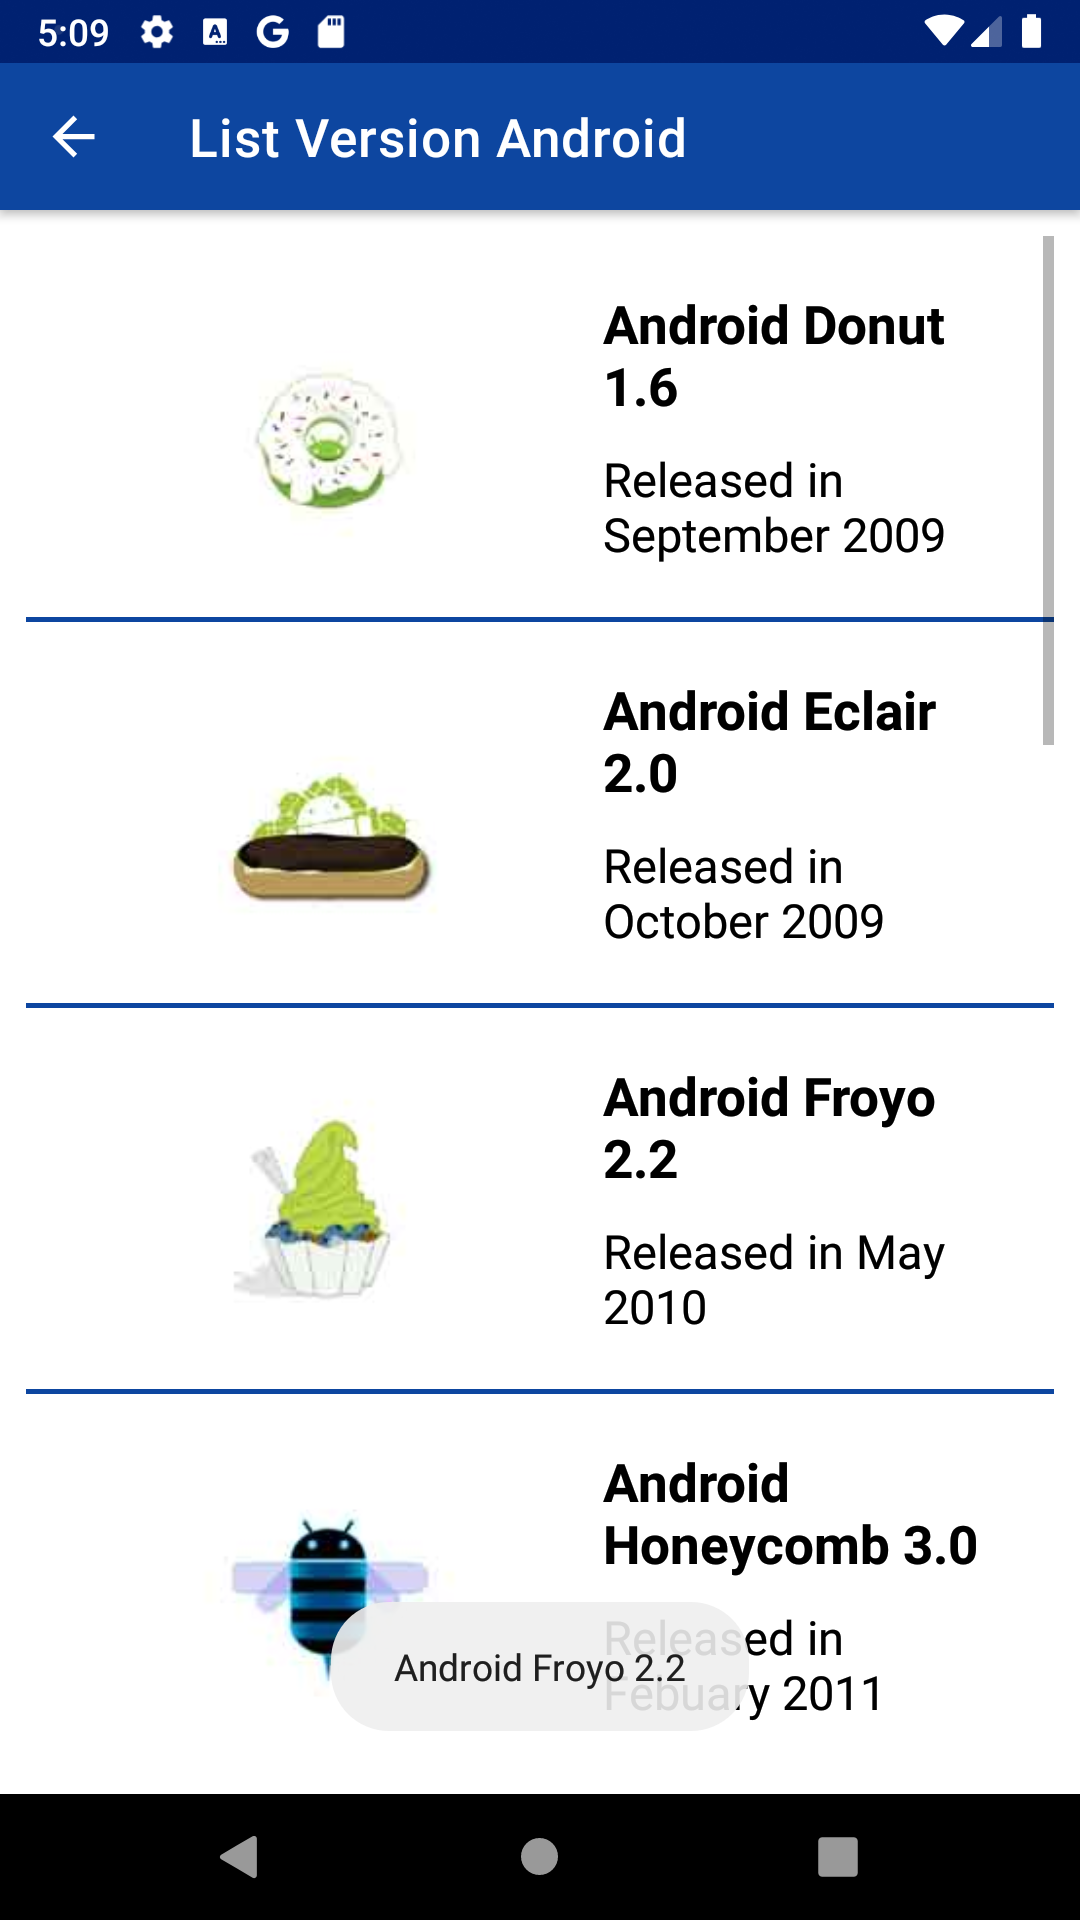 5:09
List Version Android
Android Donut
1.6
Released in
September 2009
Android Eclair
2.0
Released in
October 2009
Android Froyo
2.2
Released in May
2010
Android
Honeycomb 3.0
Released in
Febuary 2011
Android Froyo 2.2